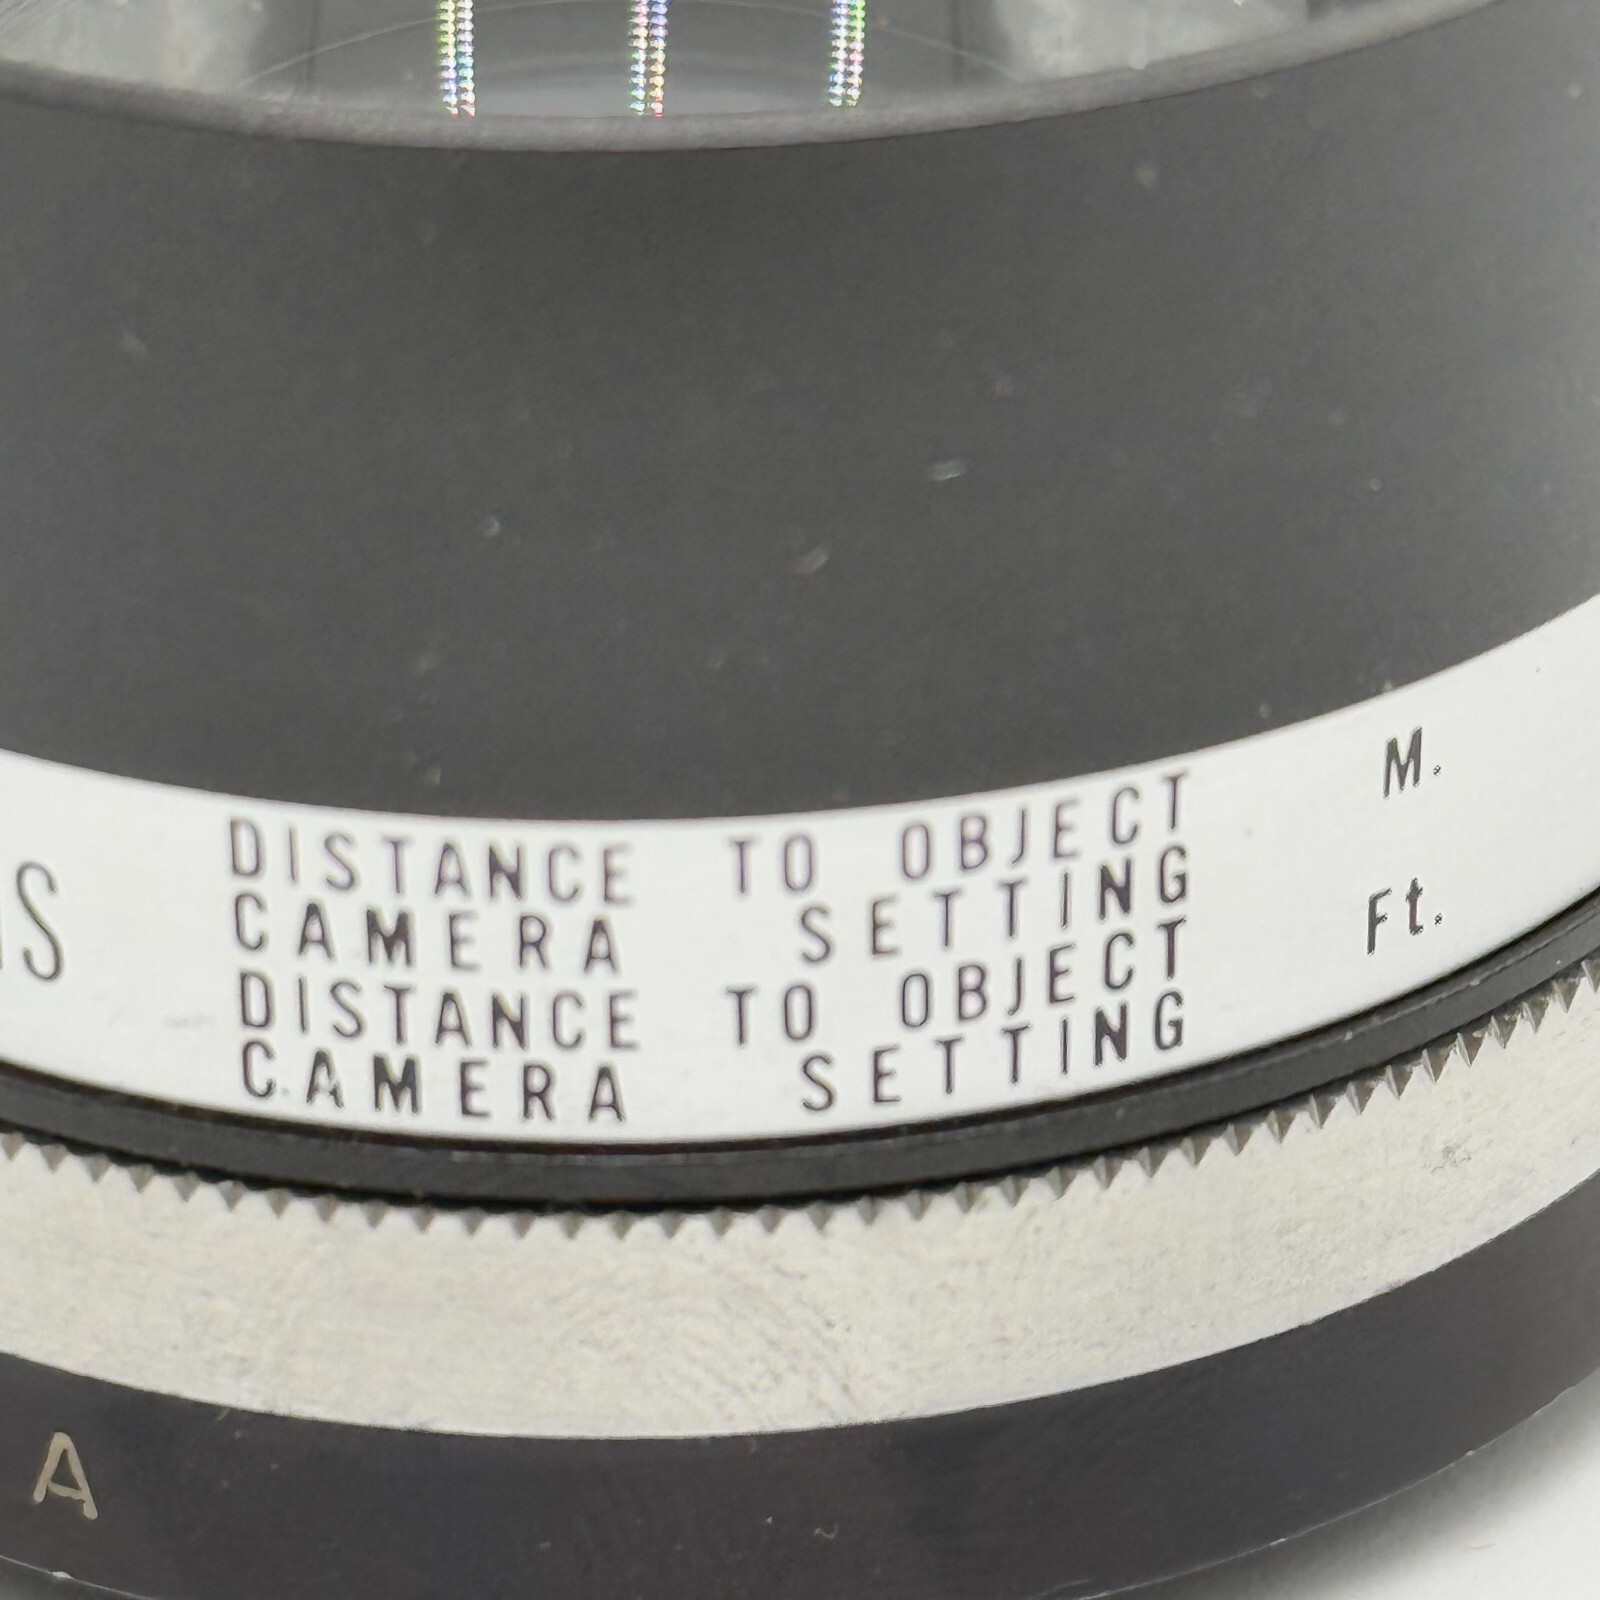 DISTANCE TO OBJECT
CAMERA SETTING
M.
DISTANCE TO OBJECT
CAMERA SETTING
Ft.
A